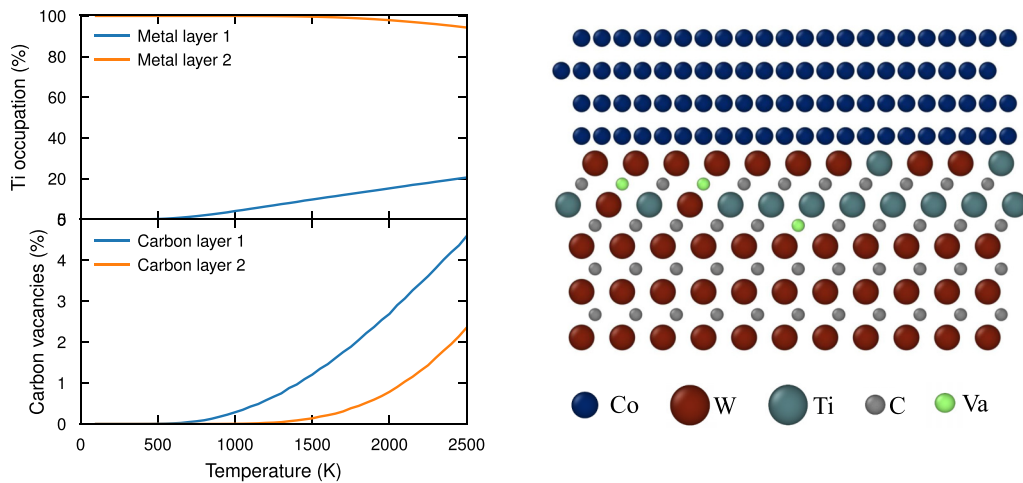 100
80
60
40
20
0
Ti occupation (%)
Metal layer 1
Metal layer 2
5
4
3
2
1
0
Carbon vacancies (%)
Carbon layer 1
Carbon layer 2
0 500 1000 1500 2000 2500
Temperature (K)
Co W Ti C Va